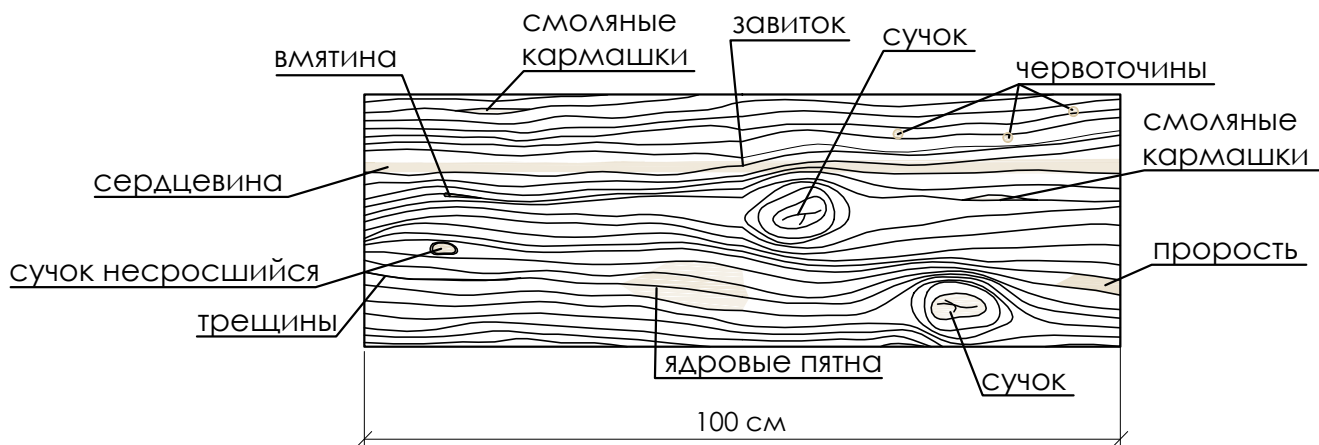 смоляные
кармашки
завиток
сучок
вмятина
червоточины
смоляные
кармашки
сердцевина
сучок несросшийся
прорость
трещины
ядровые пятна
сучок
100 см